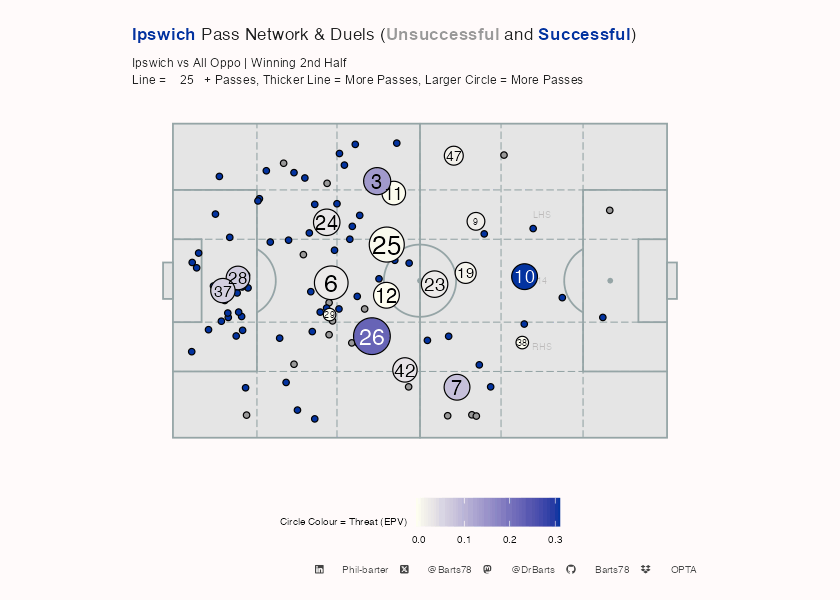 Ipswich Pass Network & Duels (Unsuccessful and Successful)
Ipswich vs All Oppo | Winning 2nd Half
Line = 25 + Passes, Thicker Line = More Passes, Larger Circle = More Passes
47
3
11
24
9
LHS
25
28
37
6
12
23
19
10
4
29
26
38
RHS
42
7
Circle Colour = Threat (EPV)
0.0 0.1 0.2 0.3
Phil-barter @Barts78 @DrBarts Barts78 OPTA